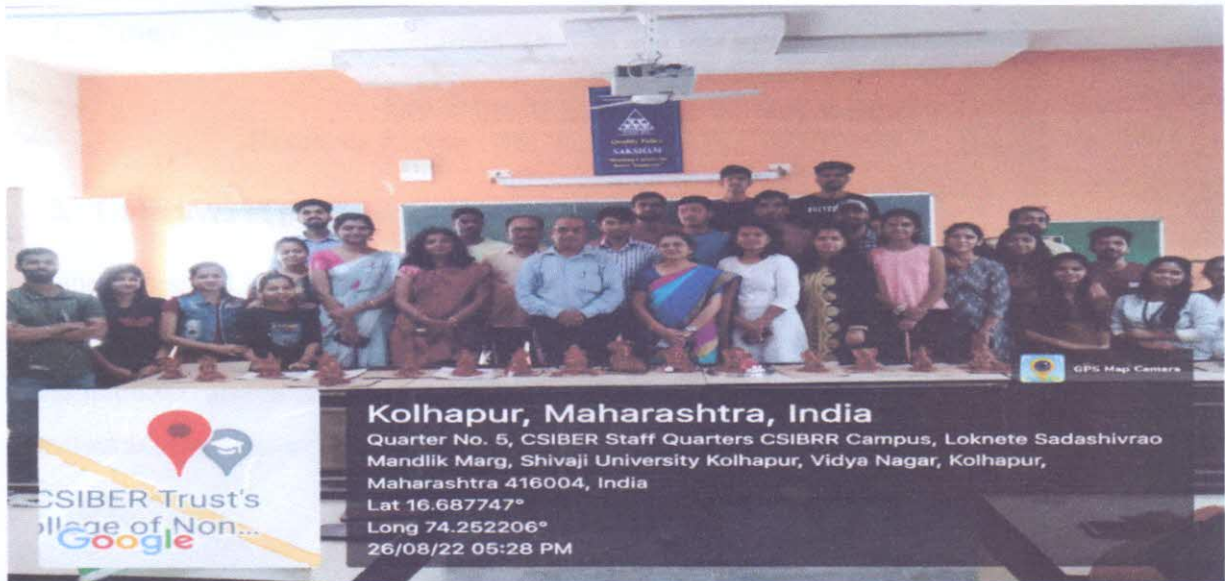 Quality Policy
SAKSHAM
GPS Map Camera
Kolhapur, Maharashtra, India
Quarter No. 5, CSIBER Staff Quarters CSIBRR Campus, Loknete Sadashivrao
Mandlik Marg, Shivaji University Kolhapur, Vidya Nagar, Kolhapur,
Maharashtra 416004, India
Lat 16.687747°
Long 74.252206°
26/08/22 05:28 PM
CSIBER Trust's
ollege of Non...
Google